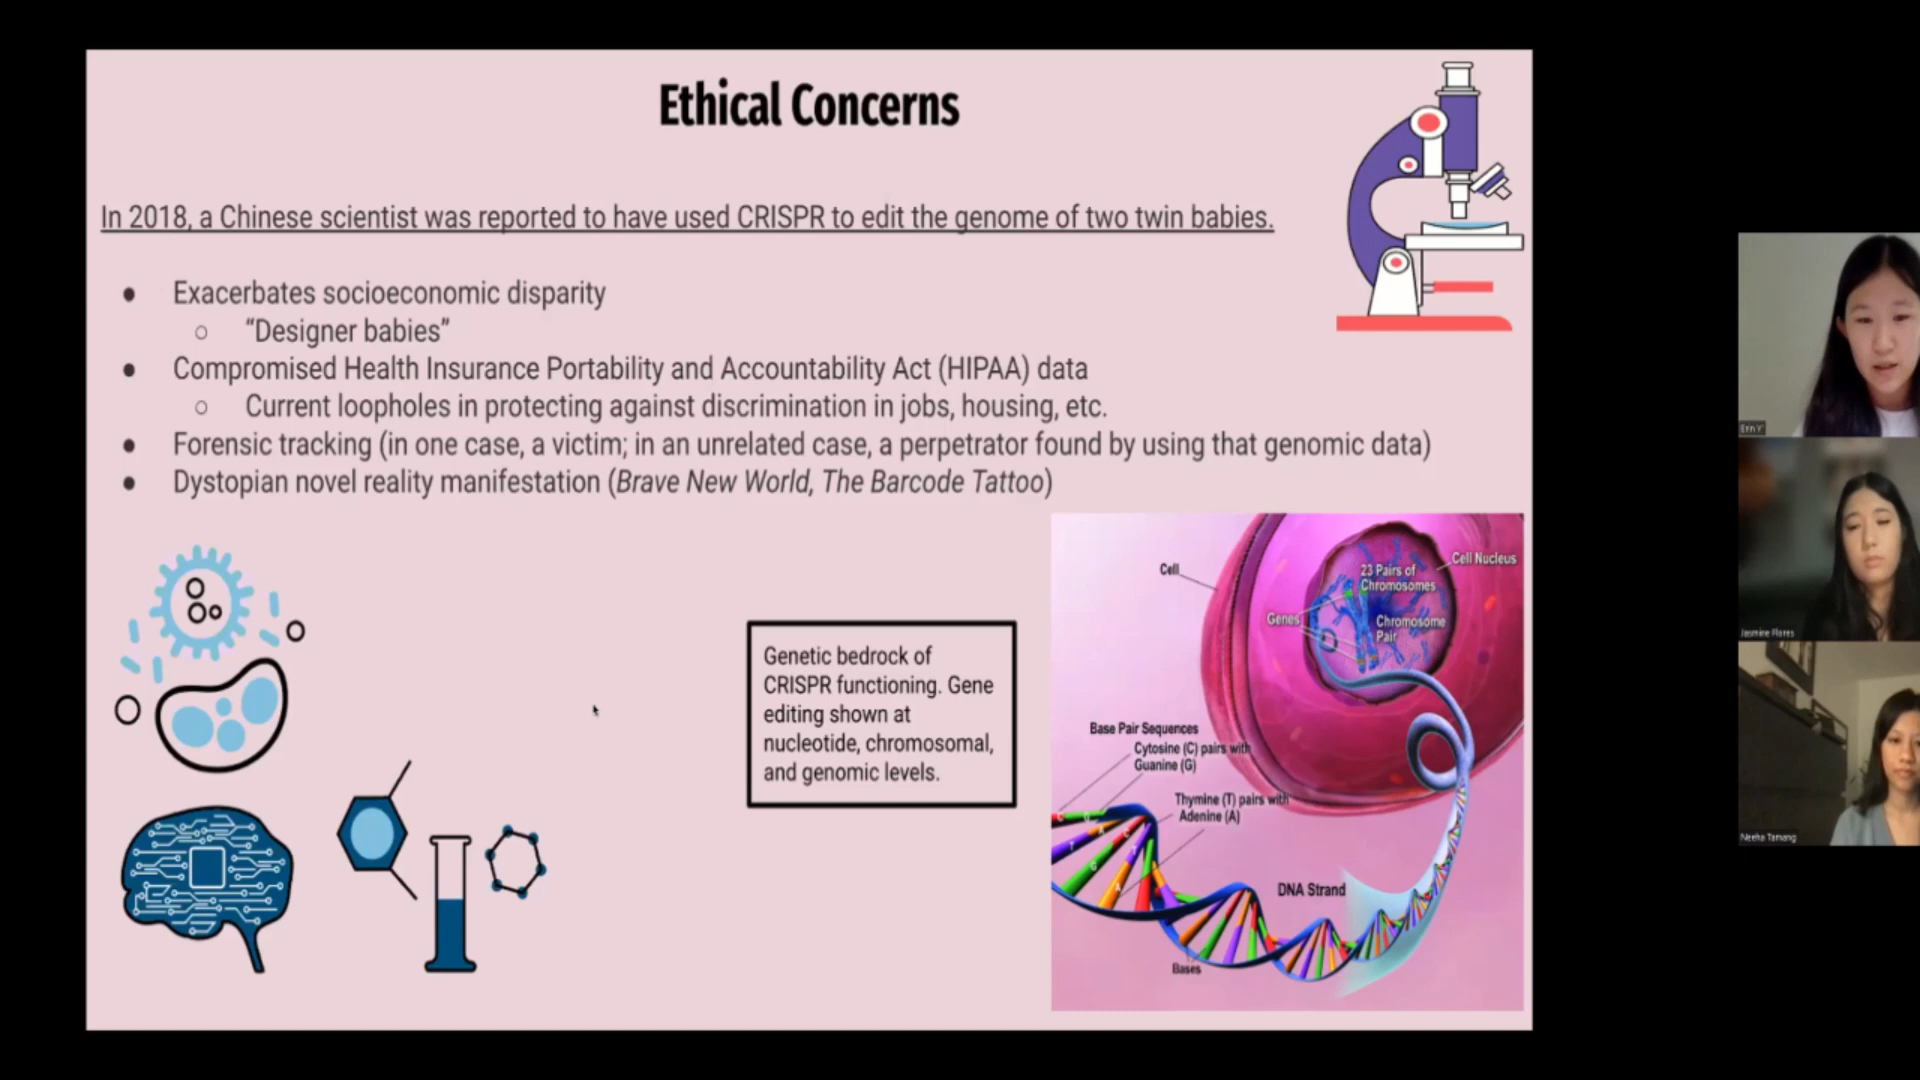 Ethical Concerns
In 2018, a Chinese scientist was reported to have used CRISPR to edit the genome of two twin babies.
● Exacerbates socioeconomic disparity
○ “Designer babies”
● Compromised Health Insurance Portability and Accountability Act (HIPAA) data
○ Current loopholes in protecting against discrimination in jobs, housing, etc.
● Forensic tracking (in one case, a victim; in an unrelated case, a perpetrator found by using that genomic data)
● Dystopian novel reality manifestation (Brave New World, The Barcode Tattoo)
Genetic bedrock of
CRISPR functioning. Gene
editing shown at
nucleotide, chromosomal,
and genomic levels.
Cell
Cell Nucleus
23 Pairs of
Chromosomes
Genes
Chromosome
Pair
Base Pair Sequences
Cytosine (C) pairs with
Guanine (G)
Thymine (T) pairs with
Adenine (A)
DNA Strand
Bases
Erin Y
Jasmine Flores
Neeha Tamang